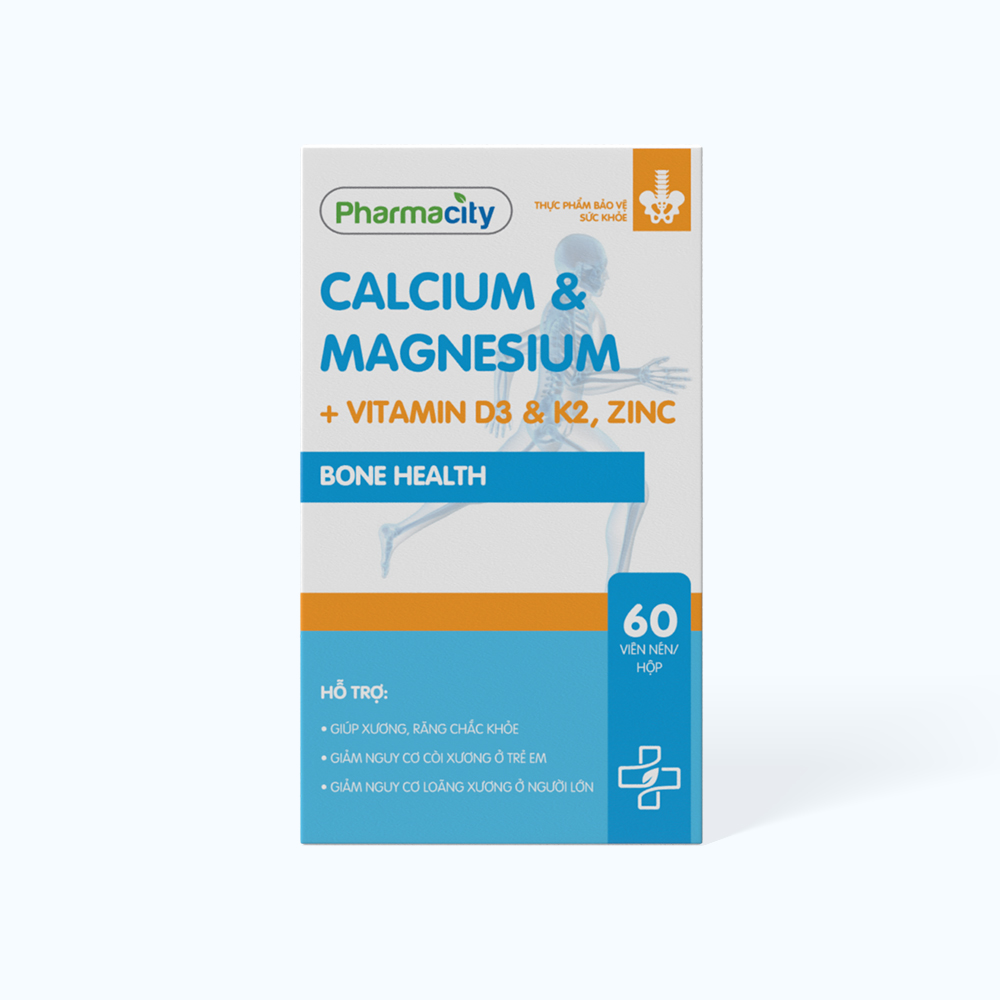 Pharmacity
THỰC PHẨM BẢO VỆ
SỨC KHỎE
CALCIUM &
MAGNESIUM
+ VITAMIN D3 & K2, ZINC
BONE HEALTH
60
VIÊN NÉN/
HỘP
HỖ TRỢ:
• GIÚP XƯƠNG, RĂNG CHẮC KHỎE
• GIẢM NGUY CƠ CÒI XƯƠNG Ở TRẺ EM
• GIẢM NGUY CƠ LOÃNG XƯƠNG Ở NGƯỜI LỚN